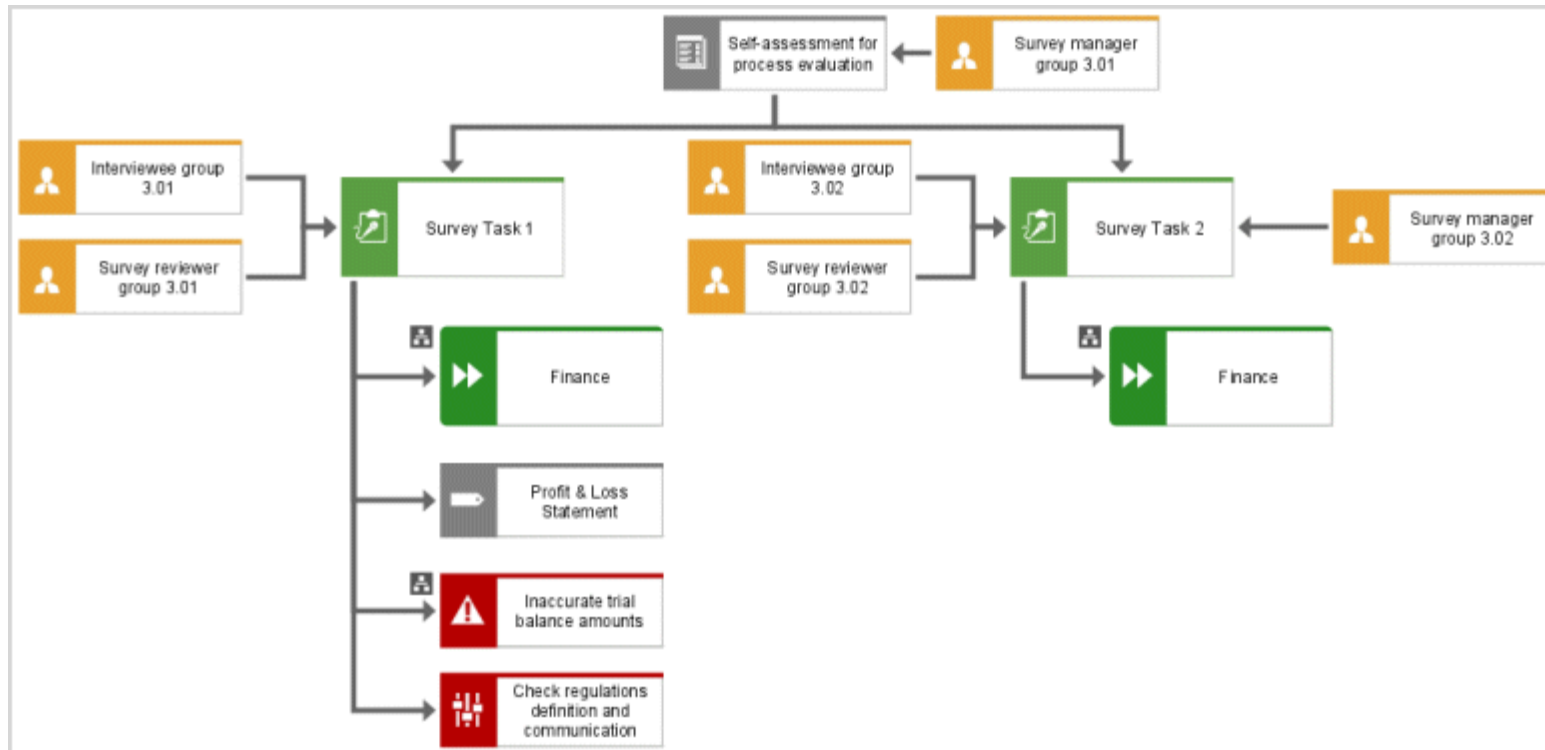 Self-assessment for
process evaluation
Survey manager
group 3.01
Interviewee group
3.01
Survey reviewer
group 3.01
Survey Task 1
Interviewee group
3.02
Survey reviewer
group 3.02
Survey Task 2
Survey manager
group 3.02
Finance
Profit & Loss
Statement
Inaccurate trial
balance amounts
Check regulations
definition and
communication
Finance